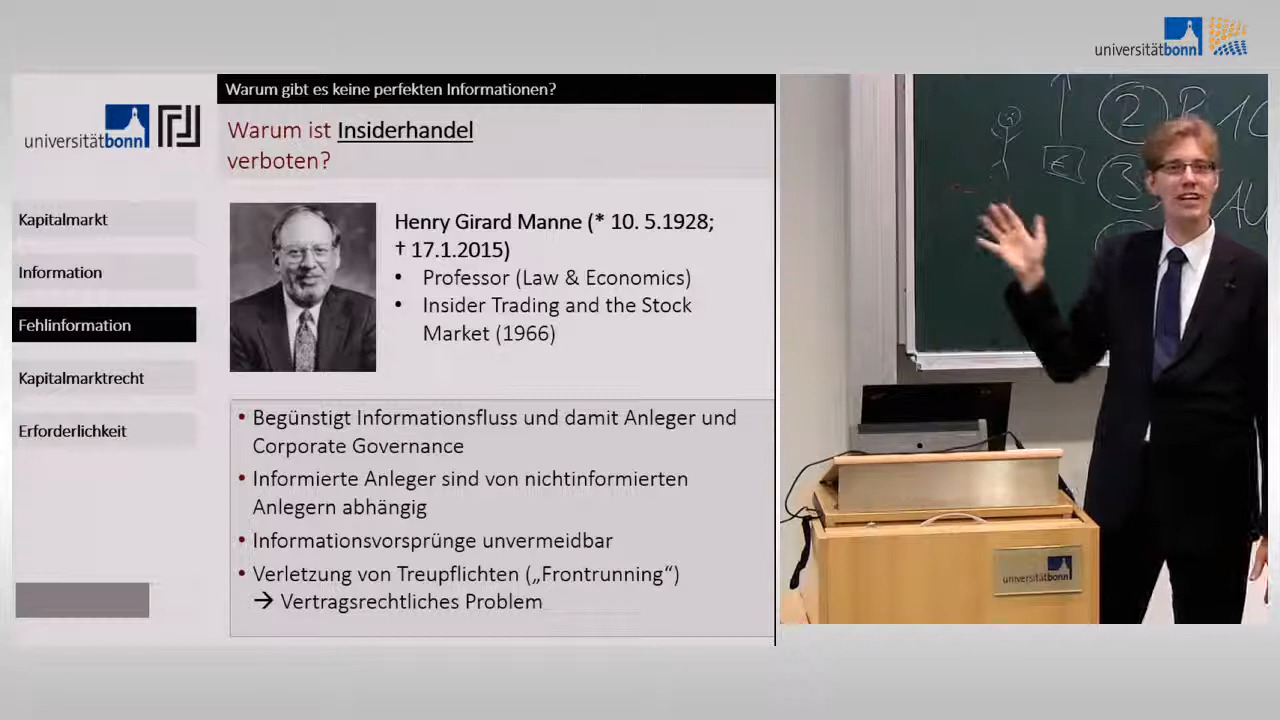 universitätbonn
Warum gibt es keine perfekten Informationen?
universitätbonn
Warum ist Insiderhandel
verboten?
Kapitalmarkt
Information
Fehlinformation
Kapitalmarktrecht
Erforderlichkeit
Henry Girard Manne (* 10. 5.1928;
† 17.1.2015)
• Professor (Law & Economics)
• Insider Trading and the Stock
Market (1966)
• Begünstigt Informationsfluss und damit Anleger und
Corporate Governance
• Informierte Anleger sind von nichtinformierten
Anlegern abhängig
• Informationsvorsprünge unvermeidbar
• Verletzung von Treupflichten („Frontrunning“)
→ Vertragsrechtliches Problem
2
€
3
universitätbonn